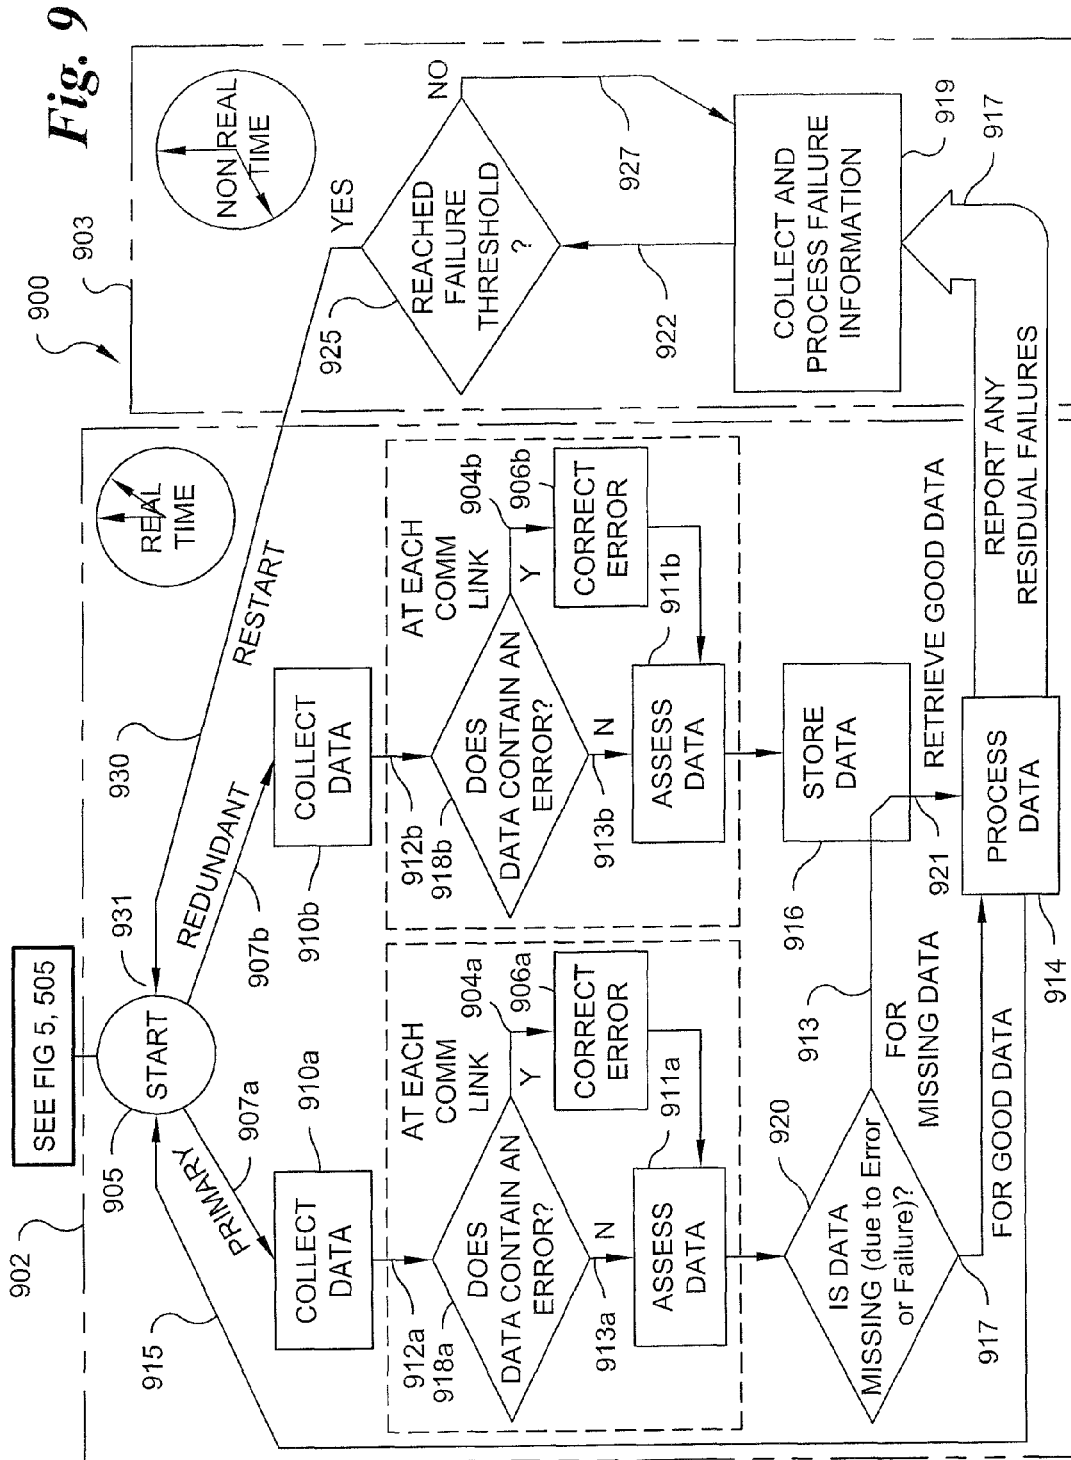 Fig. 9
900
903
NON REAL
TIME
YES
NO
REACHED
FAILURE
THRESHOLD
?
925
927
922
COLLECT AND
PROCESS FAILURE
INFORMATION
919
917
REPORT ANY
RESIDUAL FAILURES
902
SEE FIG 5, 505
REAL
TIME
START
905
931
930
RESTART
915
PRIMARY
907a
REDUNDANT
907b
COLLECT
DATA
910a
COLLECT
DATA
910b
912a
918a
AT EACH
COMM
LINK
DOES
DATA CONTAIN AN
ERROR?
904a
Y
906a
CORRECT
ERROR
N
913a
911a
ASSESS
DATA
912b
918b
AT EACH
COMM
LINK
DOES
DATA CONTAIN AN
ERROR?
904b
Y
906b
CORRECT
ERROR
N
913b
911b
ASSESS
DATA
STORE
DATA
916
920
IS DATA
MISSING (due to Error
or Failure)?
913
FOR
MISSING DATA
921
RETRIEVE GOOD DATA
917
FOR GOOD DATA
PROCESS
DATA
914